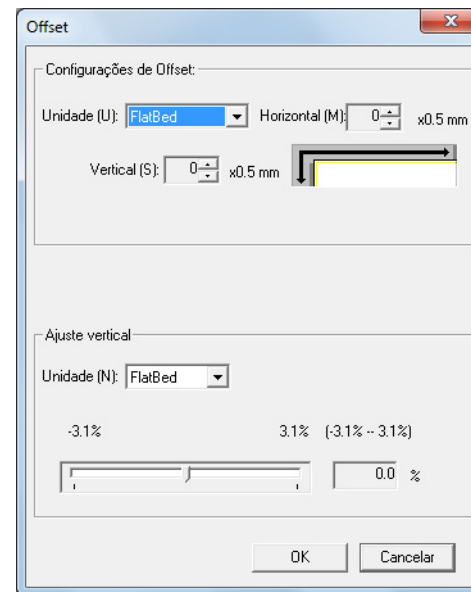 Offset
Configurações de Offset:
Unidade (U): FlatBed Horizontal (M): 0 x0.5 mm
Vertical (S): 0 x0.5 mm
Ajuste vertical
Unidade (N): FlatBed
-3.1% 3.1% (-3.1% -- 3.1%)
0.0 %
OK Cancelar